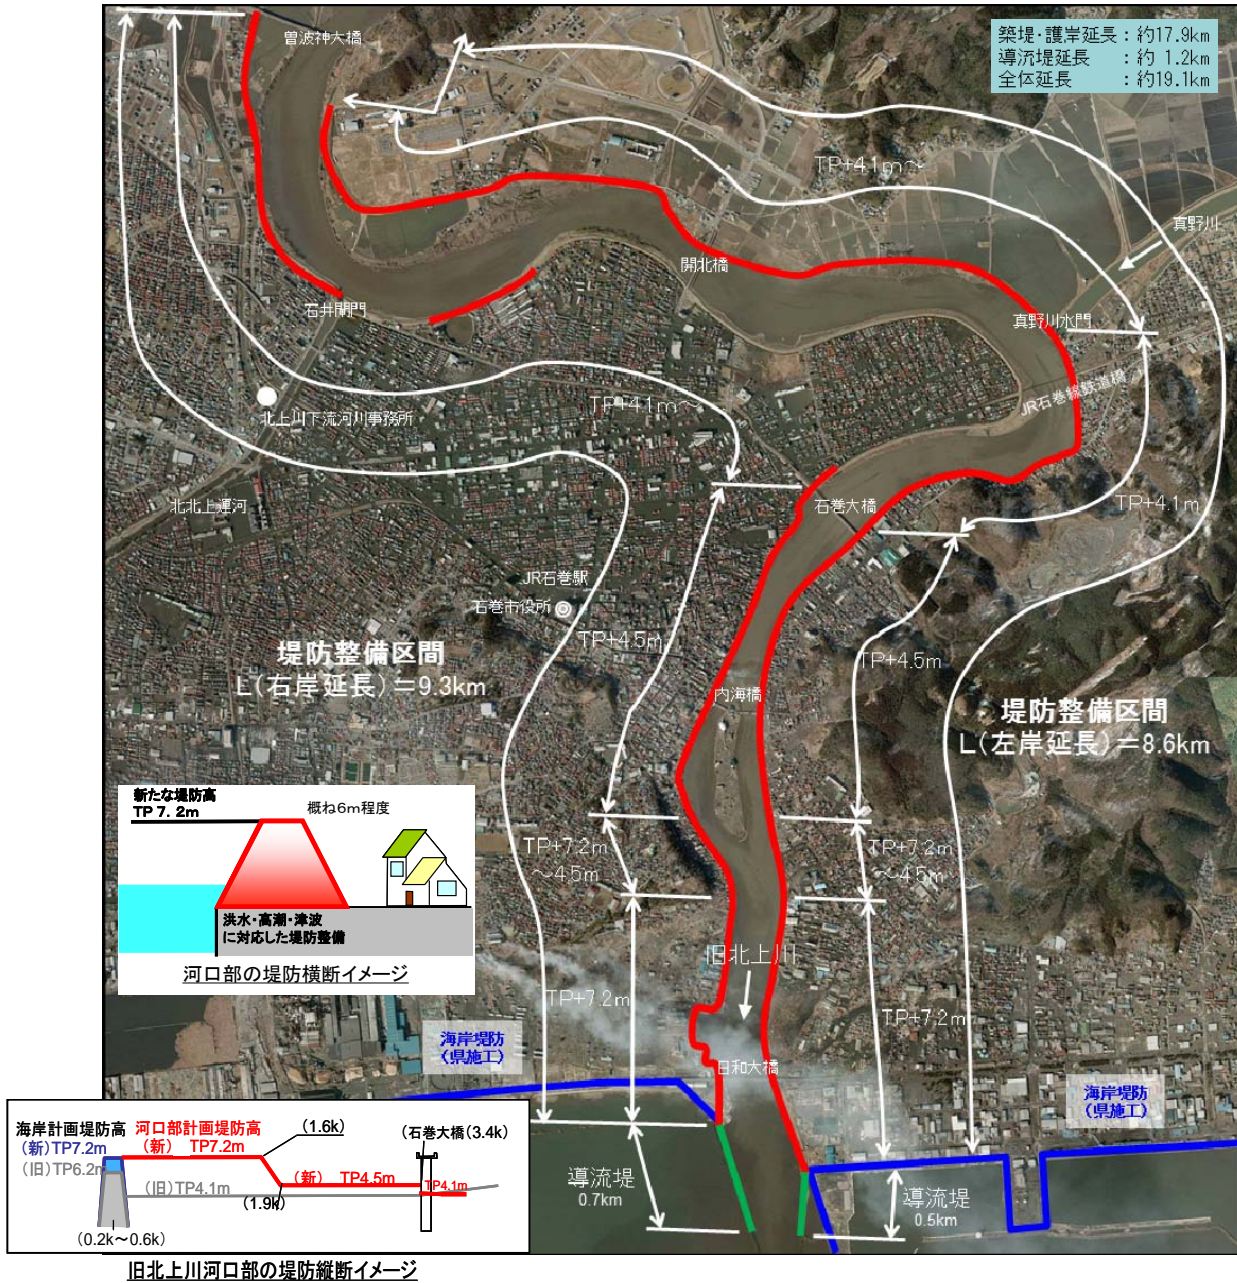 築堤・護岸延長：約17.9km
導流堤延長　　：約 1.2km
全体延長　　　：約19.1km
曽波神大橋
TP+4.1m～
真野川
開北橋
石井閘門
真野川水門
JR石巻線鉄道橋
TP+4.1m～
北上川下流河川事務所
石巻大橋
TP+4.1m
北北上運河
JR石巻駅
石巻市役所
TP+4.5m
TP+4.5m
堤防整備区間
L(右岸延長)＝9.3km
内海橋
堤防整備区間
L(左岸延長)＝8.6km
新たな堤防高
TP 7. 2m
概ね6m程度
洪水・高潮・津波
に対応した堤防整備
河口部の堤防横断イメージ
TP+7.2m
～4.5m
TP+7.2m
～4.5m
旧北上川
TP+7.2m
TP+7.2m
海岸堤防
(県施工)
日和大橋
海岸堤防
(県施工)
海岸計画堤防高
(新)TP7.2m
(旧)TP6.2m
河口部計画堤防高
(新)　TP7.2m
(1.6k)
(石巻大橋(3.4k)
(旧)TP4.1m
(新)　TP4.5m
TP4.1m
(1.9k)
(0.2k～0.6k)
導流堤
0.7km
導流堤
0.5km
旧北上川河口部の堤防縦断イメージ